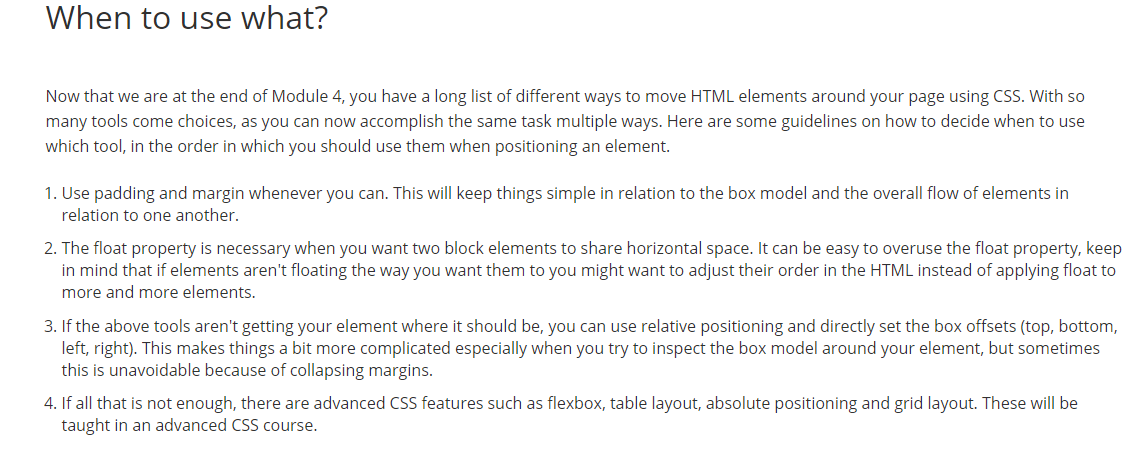 When to use what?
Now that we are at the end of Module 4, you have a long list of different ways to move HTML elements around your page using CSS. With so
many tools come choices, as you can now accomplish the same task multiple ways. Here are some guidelines on how to decide when to use
which tool, in the order in which you should use them when positioning an element.
1. Use padding and margin whenever you can. This will keep things simple in relation to the box model and the overall flow of elements in
relation to one another.
2. The float property is necessary when you want two block elements to share horizontal space. It can be easy to overuse the float property, keep
in mind that if elements aren't floating the way you want them to you might want to adjust their order in the HTML instead of applying float to
more and more elements.
3. If the above tools aren't getting your element where it should be, you can use relative positioning and directly set the box offsets (top, bottom,
left, right). This makes things a bit more complicated especially when you try to inspect the box model around your element, but sometimes
this is unavoidable because of collapsing margins.
4. If all that is not enough, there are advanced CSS features such as flexbox, table layout, absolute positioning and grid layout. These will be
taught in an advanced CSS course.